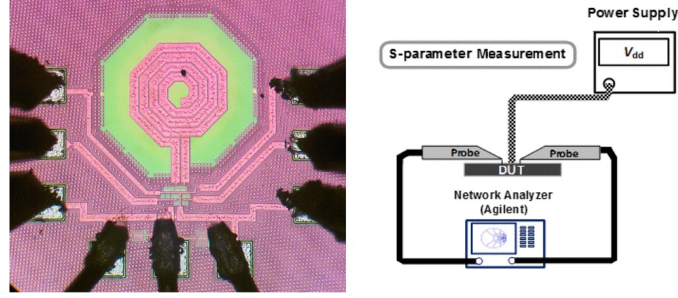 Power Supply
S-parameter Measurement
Vdd
Probe
Probe
DUT
Network Analyzer
(Agilent)